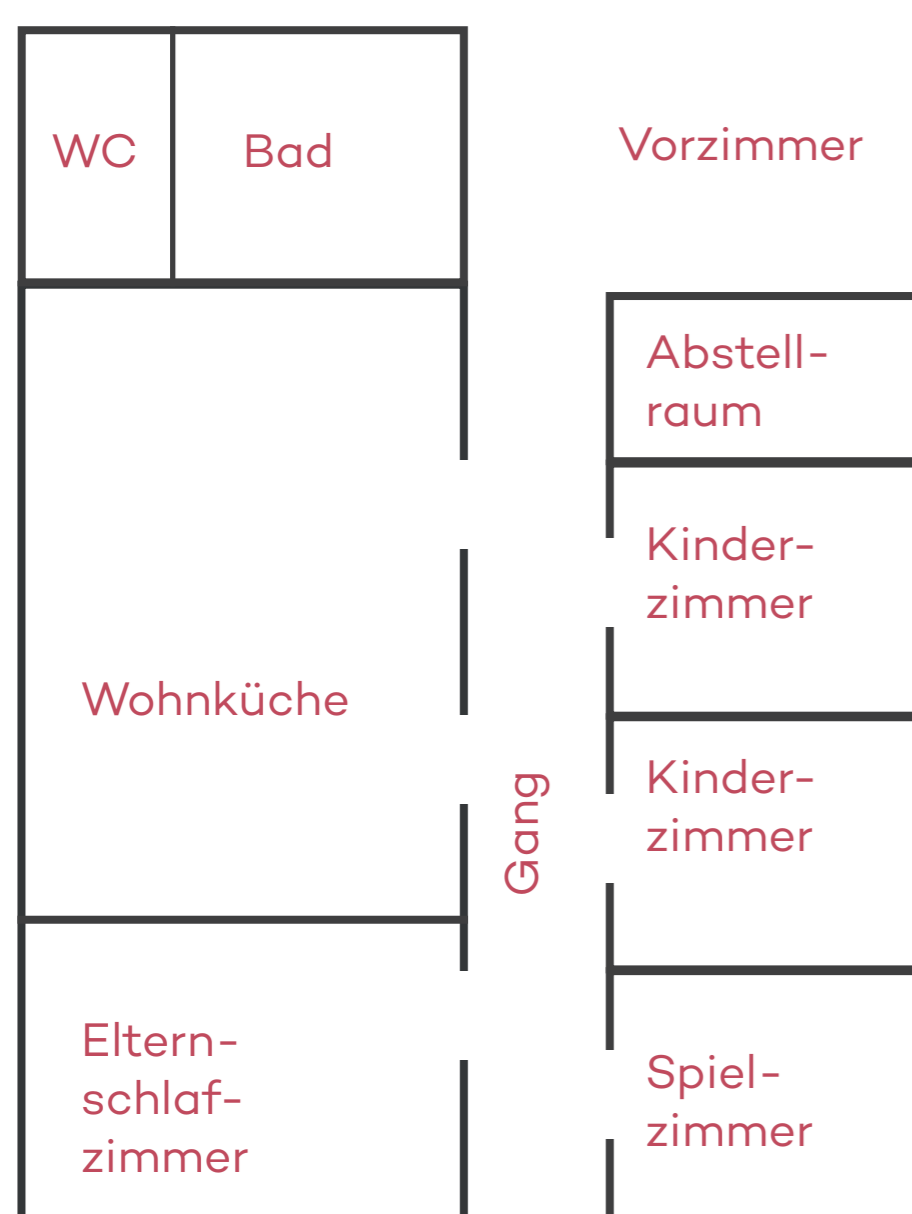 WC
Bad
Vorzimmer
Abstell-
raum
Kinder-
zimmer
Wohnküche
Kinder-
zimmer
Gang
Eltern-
schlaf-
zimmer
Spiel-
zimmer